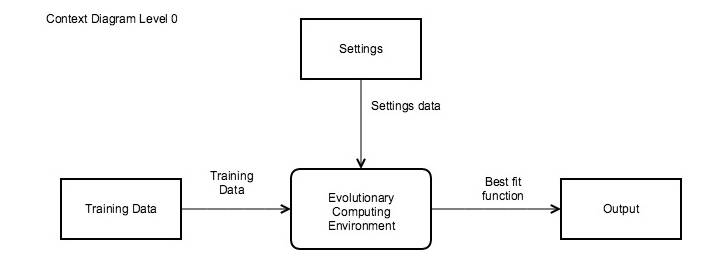 Context Diagram Level 0
Settings
Settings data
Training
Data
Best fit
function
Training Data
Evolutionary
Computing
Environment
Output